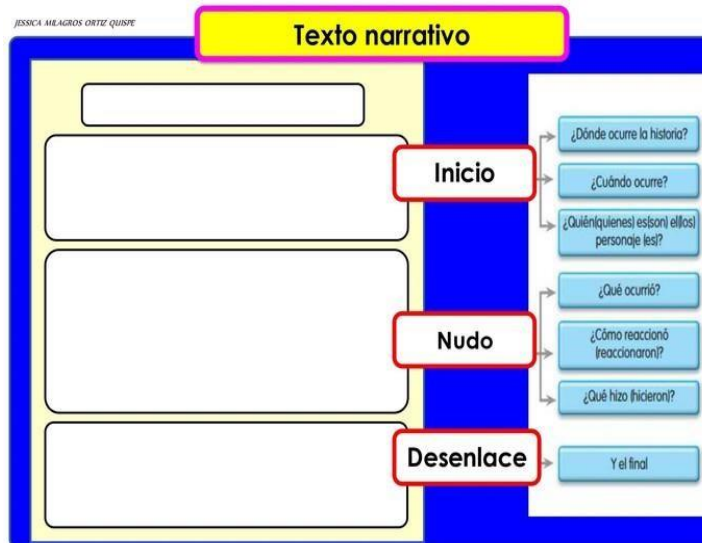 JESSICA MILAGROS ORTIZ QUISPE
Texto narrativo
Inicio
¿Dónde ocurre la historia?
¿Cuándo ocurre?
¿Quién(quienes) es(son) el(los)
personaje (es)?
Nudo
¿Qué ocurrió?
¿Cómo reaccionó
(reaccionaron)?
¿Qué hizo (hicieron)?
Desenlace
Y el final